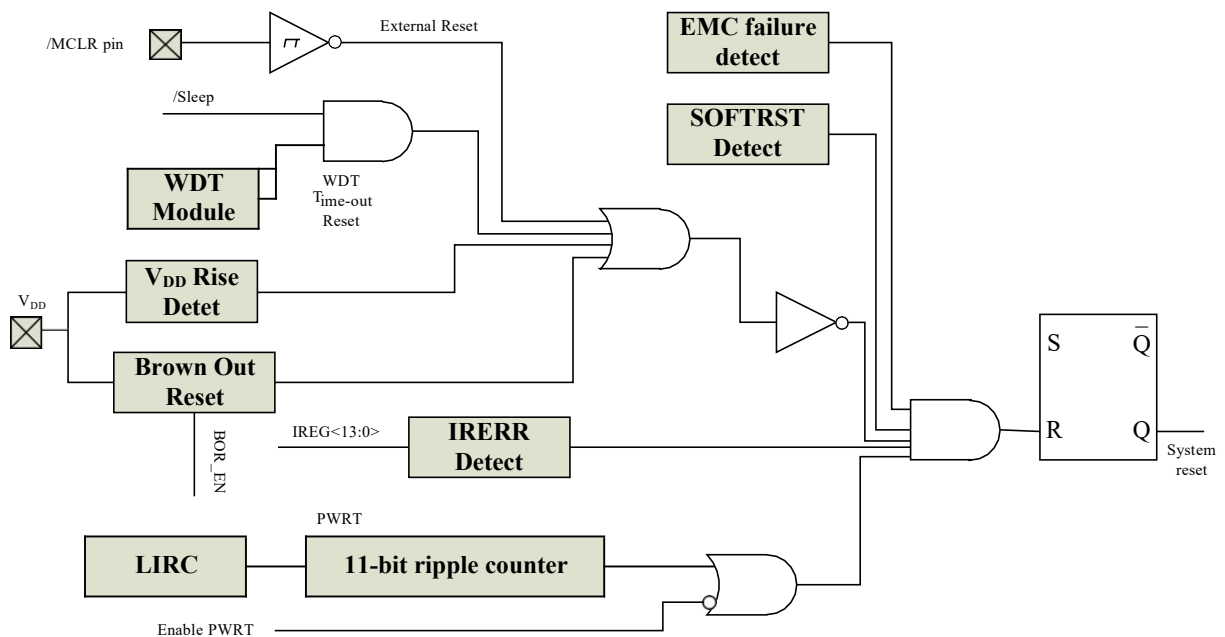 /MCLR pin
External Reset
EMC failure
detect
/Sleep
SOFTRST
Detect
WDT
Module
WDT
Time-out
Reset
VDD
VDD Rise
Detet
Brown Out
Reset
BOR_EN
IREG<13:0>
IRERR
Detect
S
Q̅
R
Q
System
reset
PWRT
LIRC
11-bit ripple counter
Enable PWRT